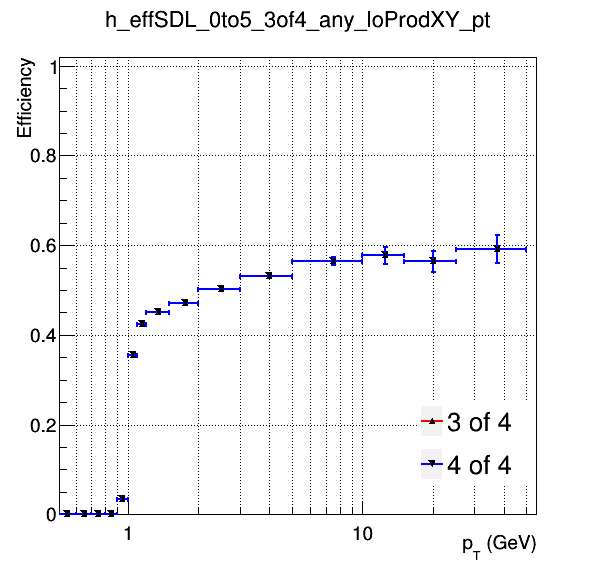 h_effSDL_0to5_3of4_any_loProdXY_pt
Efficiency
1
0.8
0.6
0.4
0.2
0
3 of 4
4 of 4
1
10
p_T (GeV)